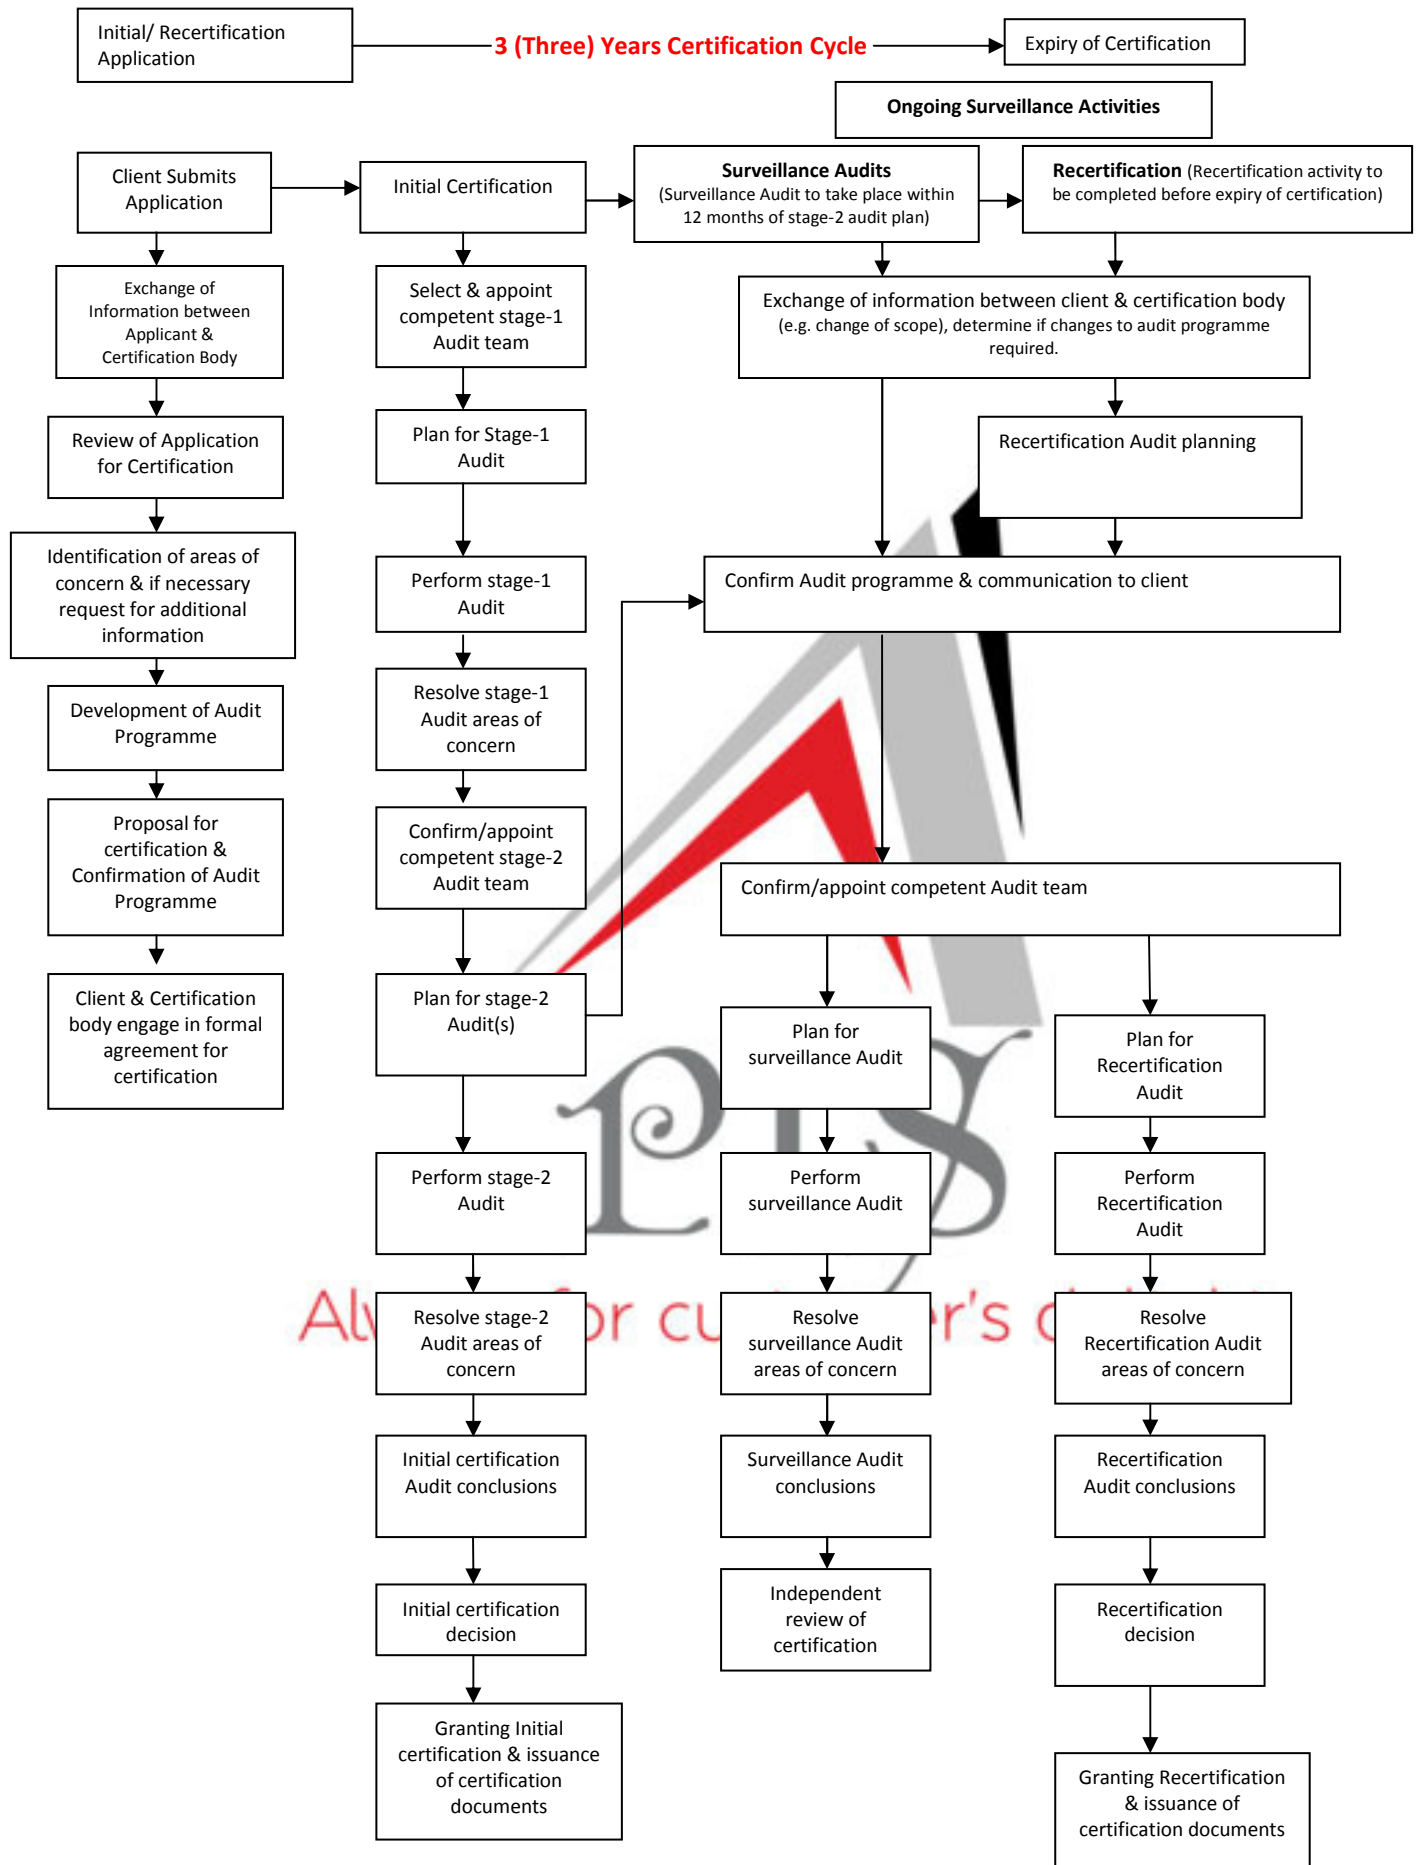 Initial/ Recertification
Application
3 (Three) Years Certification Cycle
Expiry of Certification
Ongoing Surveillance Activities
Client Submits
Application
Initial Certification
Surveillance Audits
(Surveillance Audit to take place within
12 months of stage-2 audit plan)
Recertification (Recertification activity to
be completed before expiry of certification)
Exchange of
Information between
Applicant &
Certification Body
Select & appoint
competent stage-1
Audit team
Exchange of information between client & certification body
(e.g. change of scope), determine if changes to audit programme
required.
Review of Application
for Certification
Plan for Stage-1
Audit
Recertification Audit planning
Identification of areas of
concern & if necessary
request for additional
information
Perform stage-1
Audit
Confirm Audit programme & communication to client
Development of Audit
Programme
Resolve stage-1
Audit areas of
concern
Proposal for
certification &
Confirmation of Audit
Programme
Confirm/appoint
competent stage-2
Audit team
Confirm/appoint competent Audit team
Client & Certification
body engage in formal
agreement for
certification
Plan for stage-2
Audit(s)
Plan for
surveillance Audit
Plan for
Recertification
Audit
Perform stage-2
Audit
Perform
surveillance Audit
Perform
Recertification
Audit
Resolve stage-2
Audit areas of
concern
Resolve
surveillance Audit
areas of concern
Resolve
Recertification Audit
areas of concern
Initial certification
Audit conclusions
Surveillance Audit
conclusions
Recertification
Audit conclusions
Initial certification
decision
Independent
review of
certification
Recertification
decision
Granting Initial
certification & issuance
of certification
documents
Granting Recertification
& issuance of
certification documents